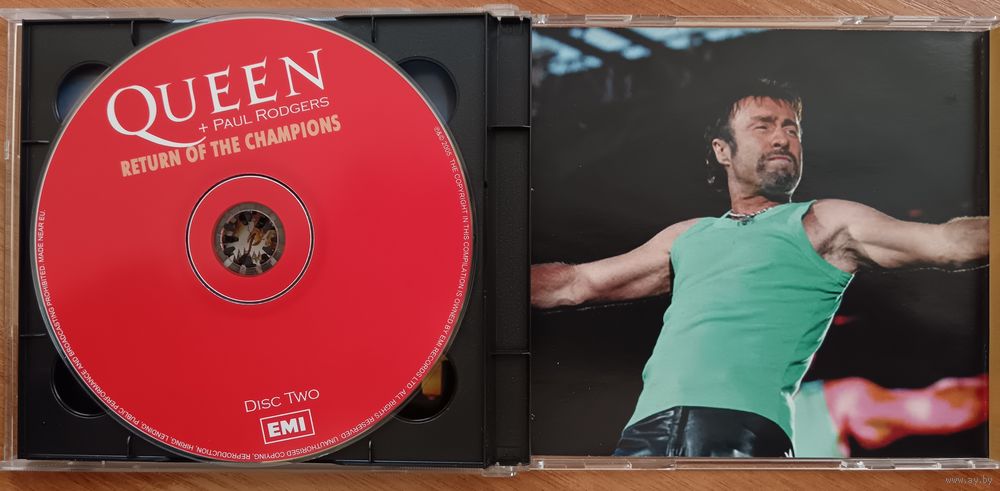 QUEEN
+ PAUL RODGERS
RETURN OF THE CHAMPIONS
℗&© 2005. THE COPYRIGHT IN THIS COMPILATION IS OWNED BY EMI RECORDS LTD. ALL RIGHTS RESERVED. UNAUTHORISED COPYING, REPRODUCTION, HIRING, LENDING, PUBLIC PERFORMANCE AND BROADCASTING PROHIBITED. MADE NEAR EU.
DISC TWO
EMI
www.ay.by